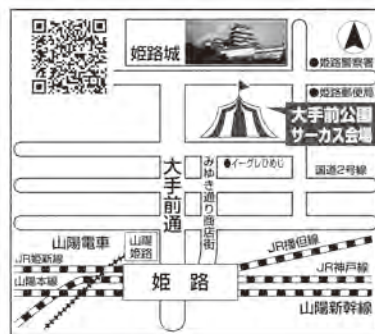 姫路城
●姫路警察署
●姫路郵便局
大手前公園
サーカス会場
大手前通
みゆき通り商店街
●イーグレひめじ
国道2号線
山陽電車
山陽
姫路
JR姫新線
山陽本線
姫路
JR播但線
JR神戸線
山陽新幹線